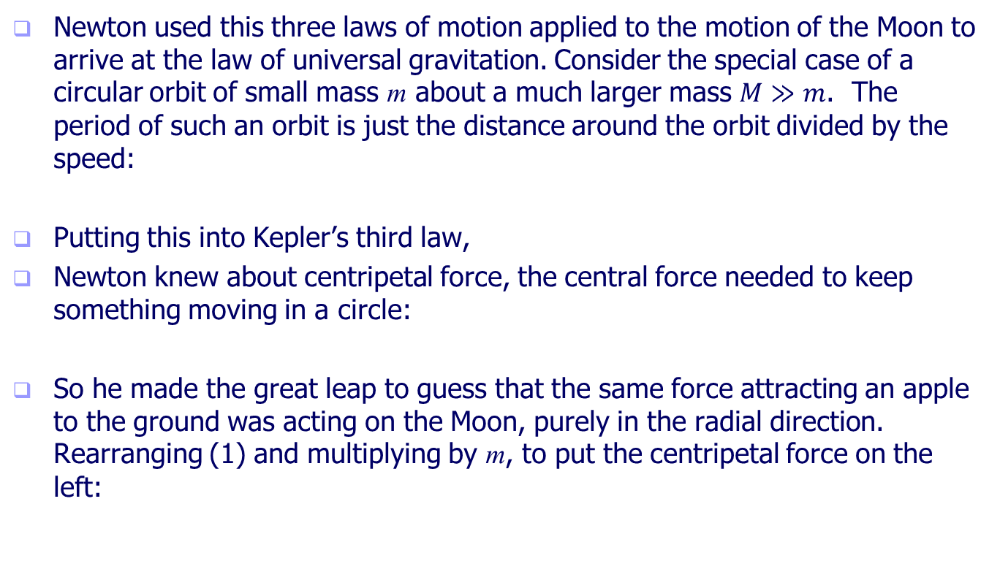 Newton used this three laws of motion applied to the motion of the Moon to
arrive at the law of universal gravitation. Consider the special case of a
circular orbit of small mass m about a much larger mass M ≫ m.  The
period of such an orbit is just the distance around the orbit divided by the
speed:
Putting this into Kepler’s third law,
Newton knew about centripetal force, the central force needed to keep
something moving in a circle:
So he made the great leap to guess that the same force attracting an apple
to the ground was acting on the Moon, purely in the radial direction.
Rearranging (1) and multiplying by m, to put the centripetal force on the
left: